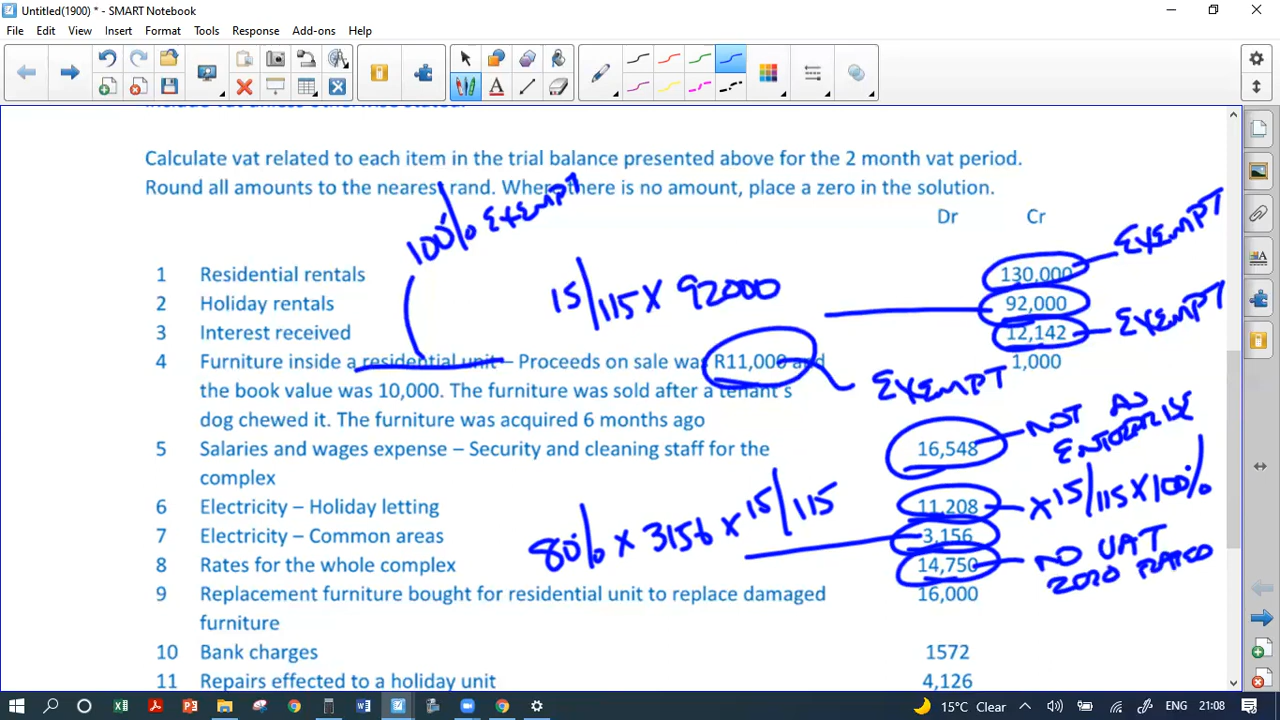 Untitled(1900) * - SMART Notebook
File Edit View Insert Format Tools Response Add-ons Help
include vat unless otherwise stated.
Calculate vat related to each item in the trial balance presented above for the 2 month vat period.
Round all amounts to the nearest rand. Where there is no amount, place a zero in the solution.
100% EXEMPT
Dr Cr
EXEMPT
1 Residential rentals 130,000
15/115 X 92000
2 Holiday rentals 92,000
3 Interest received 12,142
EXEMPT
4 Furniture inside a residential unit – Proceeds on sale was R11,000 and 1,000
the book value was 10,000. The furniture was sold after a tenant's
EXEMPT
dog chewed it. The furniture was acquired 6 months ago
NOT AN
ENTERPRISE
5 Salaries and wages expense – Security and cleaning staff for the 16,548
complex
6 Electricity – Holiday letting 11,208
X 15/115 X 100%
7 Electricity – Common areas 3,156
80% X 3156 X 15/115
8 Rates for the whole complex 14,750
NO VAT
ZERO RATED
9 Replacement furniture bought for residential unit to replace damaged 16,000
furniture
10 Bank charges 1572
11 Repairs effected to a holiday unit 4,126
15°C Clear ENG 21:08